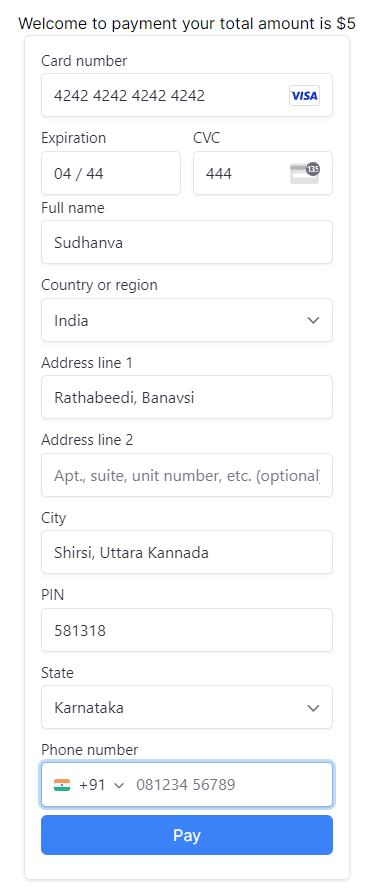 Welcome to payment your total amount is $5
Card number
4242 4242 4242 4242 VISA
Expiration CVC
04 / 44 444 135
Full name
Sudhanva
Country or region
India
Address line 1
Rathabeedi, Banavsi
Address line 2
Apt., suite, unit number, etc. (optional)
City
Shirsi, Uttara Kannada
PIN
581318
State
Karnataka
Phone number
+91 081234 56789
Pay